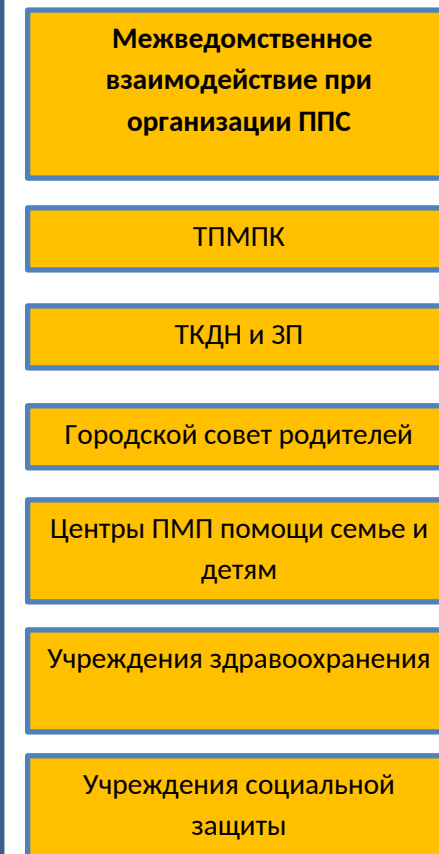 Межведомственное
взаимодействие при
организации ППС
ТПМПК
ТКДН и ЗП
Городской совет родителей
Центры ПМП помощи семье и
детям
Учреждения здравоохранения
Учреждения социальной
защиты